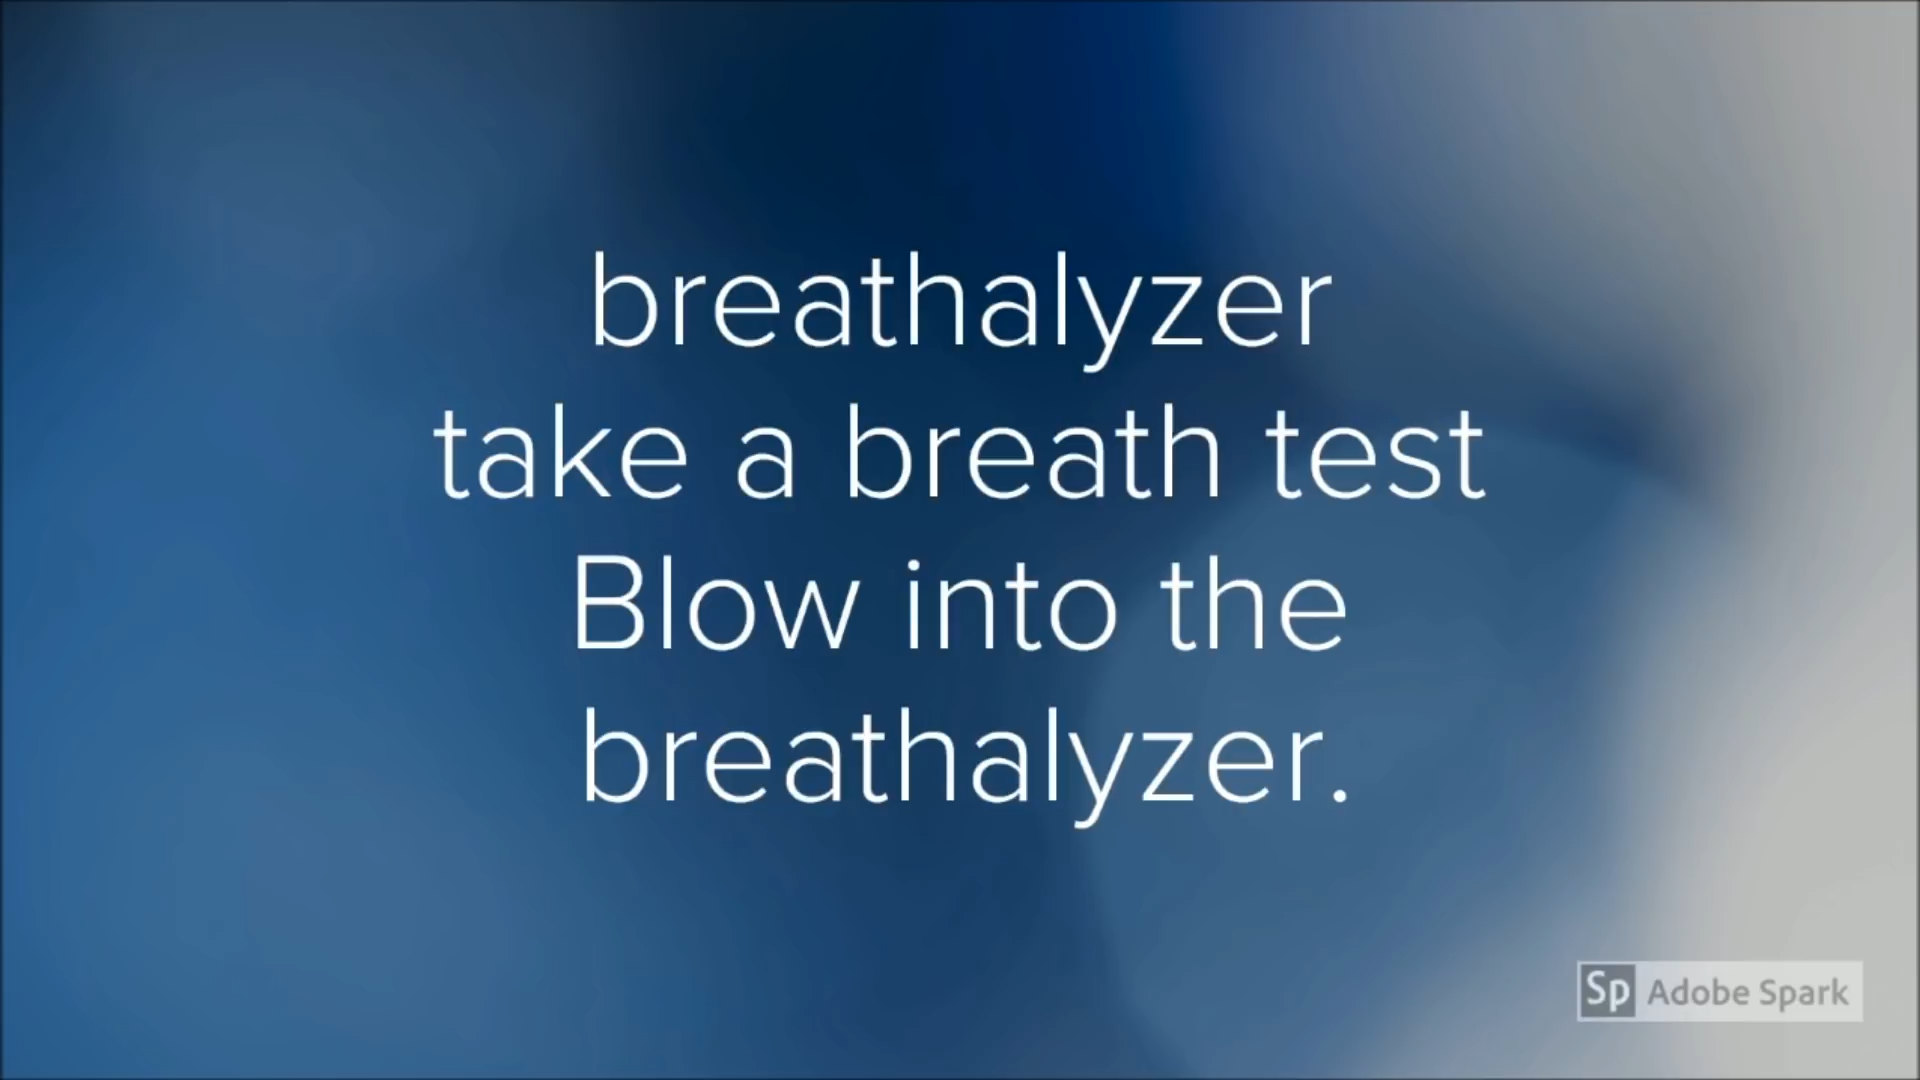 breathalyzer
take a breath test
Blow into the
breathalyzer.
Sp Adobe Spark